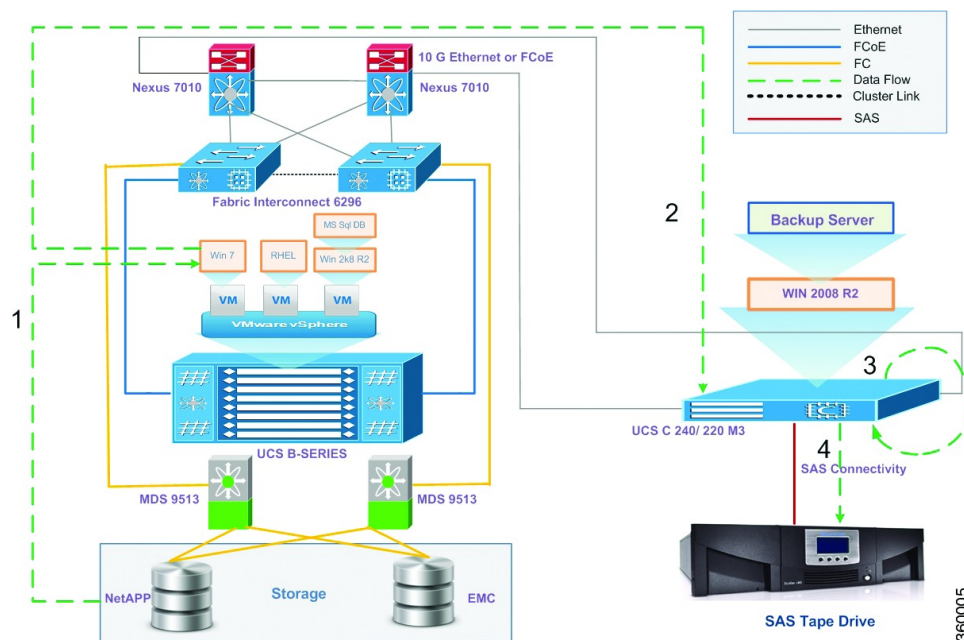 Ethernet
FCoE
FC
Data Flow
Cluster Link
SAS
10 G Ethernet or FCoE
Nexus 7010
Nexus 7010
Fabric Interconnect 6296
MS Sql DB
Win 7
RHEL
Win 2k8 R2
VM
VM
VM
VMware vSphere
UCS B-SERIES
MDS 9513
MDS 9513
NetAPP
Storage
EMC
1
2
Backup Server
WIN 2008 R2
3
UCS C 240/ 220 M3
4
SAS Connectivity
SAS Tape Drive
260005